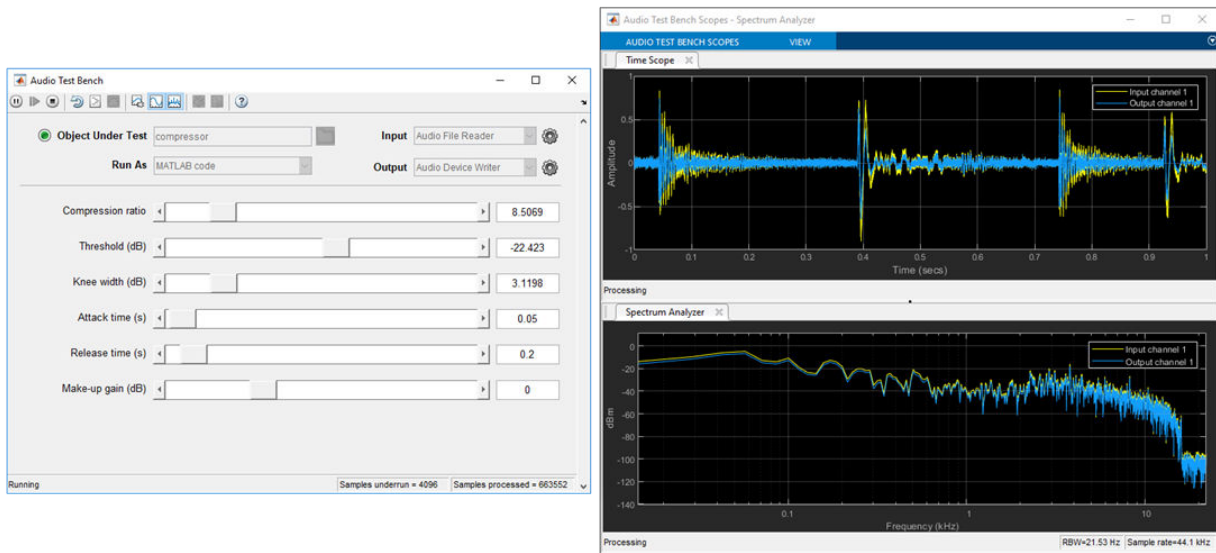 Audio Test Bench
Object Under Test compressor Input Audio File Reader
Run As MATLAB code Output Audio Device Writer
Compression ratio 8.5069
Threshold (dB) -22.423
Knee width (dB) 3.1198
Attack time (s) 0.05
Release time (s) 0.2
Make-up gain (dB) 0
Running Samples underrun = 4096 Samples processed = 663552
Audio Test Bench Scopes - Spectrum Analyzer
AUDIO TEST BENCH SCOPES VIEW
Time Scope
1
Input channel 1
Output channel 1
0.5
0
-0.5
-1
Amplitude
0 0.1 0.2 0.3 0.4 0.5 0.6 0.7 0.8 0.9 1
Time (secs)
Processing
Spectrum Analyzer
Input channel 1
Output channel 1
0
-20
-40
-60
-80
-100
-120
-140
dBm
0.1 1 10
Frequency (kHz)
Processing RBW=21.53 Hz Sample rate=44.1 kHz